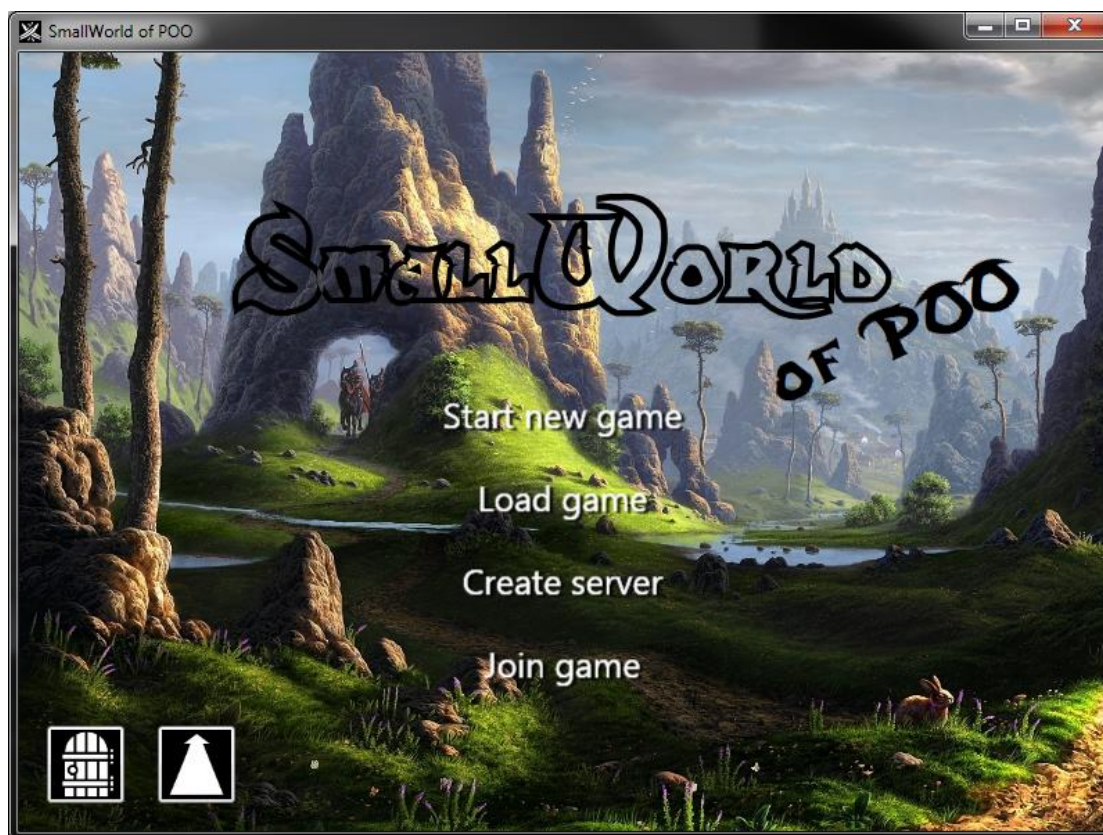 SmallWorld of POO
SmallWorld
of POO
Start new game
Load game
Create server
Join game